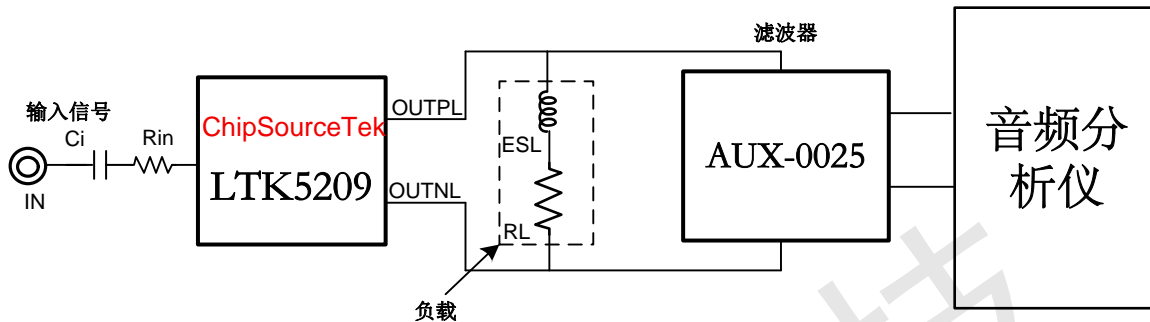 输入信号
Ci
Rin
IN
ChipSourceTek
LTK5209
OUTPL
OUTNL
ESL
RL
负载
滤波器
AUX-0025
音频分
析仪